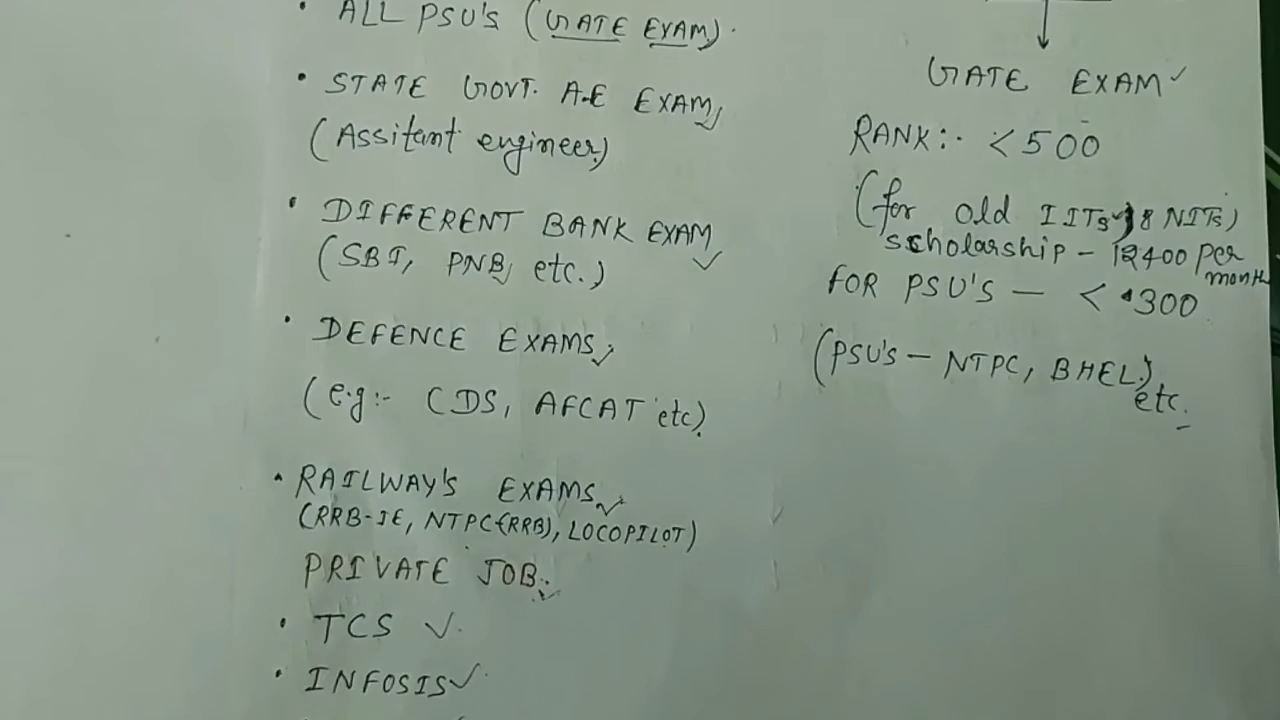 • ALL PSU'S (GATE EXAM).
• STATE GOVT. A.E EXAM
(Assitant engineer)
• DIFFERENT BANK EXAM
(SBI, PNB, etc.)
• DEFENCE EXAMS
(e.g:- CDS, AFCAT etc)
• RAILWAY'S EXAMS
(RRB-JE, NTPC(RRB), LOCOPILOT)
PRIVATE JOB:
• TCS
• INFOSIS
GATE EXAM
RANK:- <500
(for old IITs & NITs)
scholarship - 12400 per
month
FOR PSU'S - < 300
(PSU'S - NTPC, BHEL)
etc.